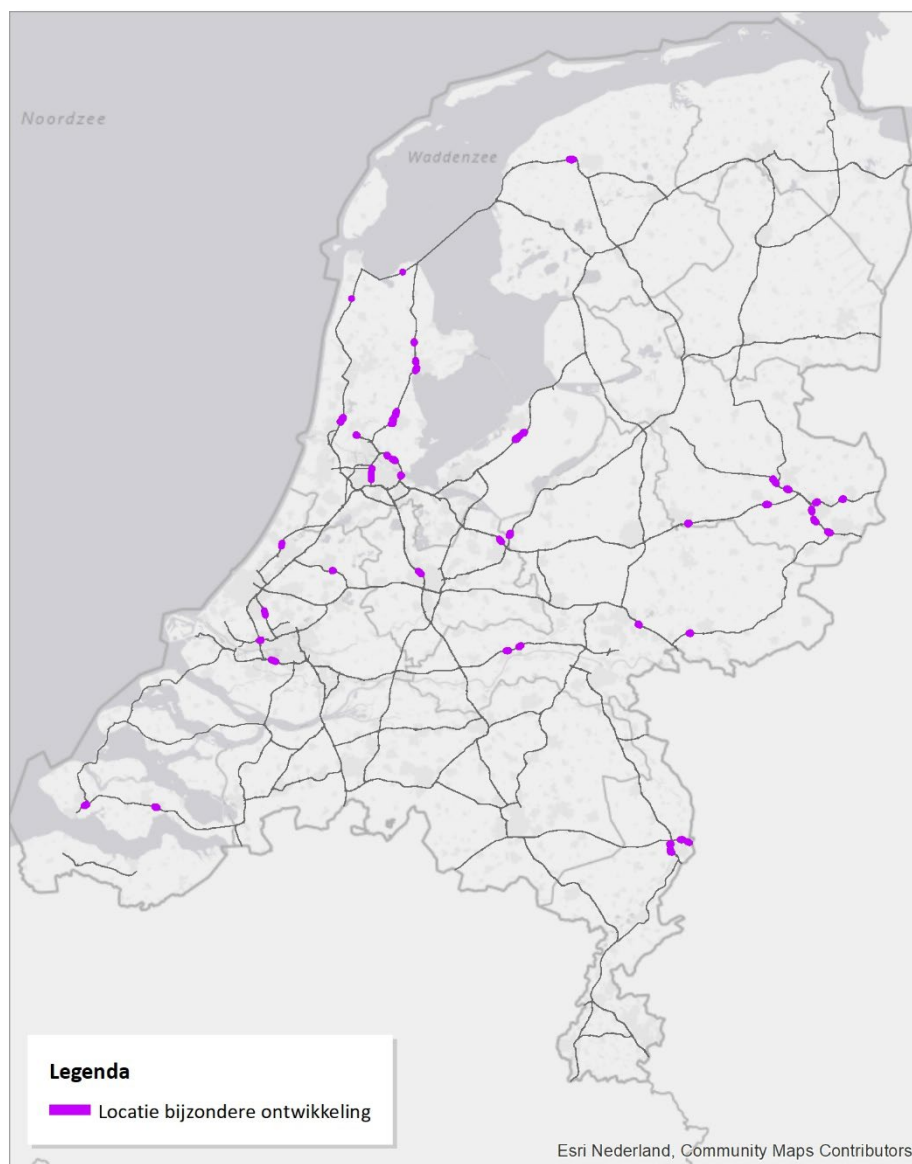 Noordzee
Waddenzee
Legenda
Locatie bijzondere ontwikkeling
Esri Nederland, Community Maps Contributors